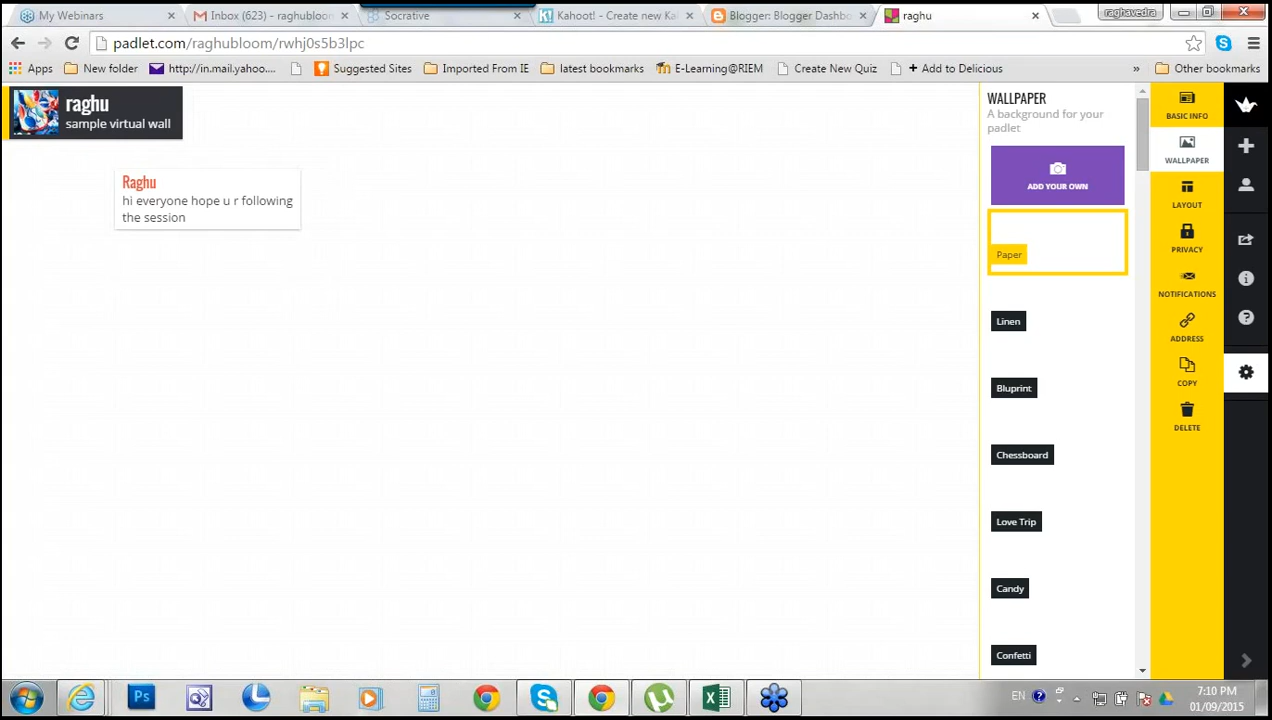 My Webinars
Inbox (623) - raghubloom
Socrative
Kahoot! - Create new Ka
Blogger: Blogger Dashbo
raghu
raghavedra
padlet.com/raghubloom/rwhj0s5b3lpc
Apps
New folder
http://in.mail.yahoo....
Suggested Sites
Imported From IE
latest bookmarks
E-Learning@RIEM
Create New Quiz
+ Add to Delicious
»
Other bookmarks
raghu
sample virtual wall
Raghu
hi everyone hope u r following
the session
WALLPAPER
A background for your
padlet
ADD YOUR OWN
Paper
Linen
Bluprint
Chessboard
Love Trip
Candy
Confetti
BASIC INFO
WALLPAPER
LAYOUT
PRIVACY
NOTIFICATIONS
ADDRESS
COPY
DELETE
Ps
EN
7:10 PM
01/09/2015